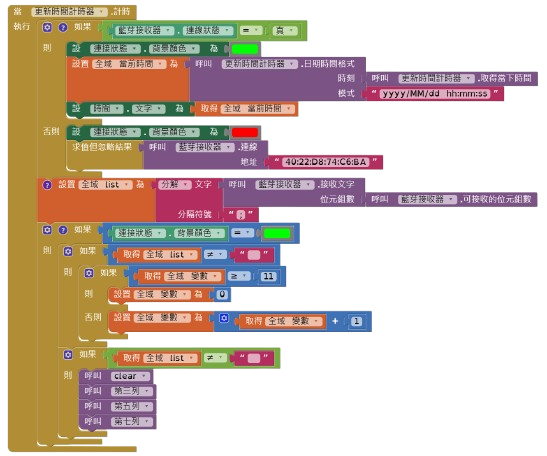 當 更新時間計時器 .計時
執行 如果 藍芽接收器 . 連線狀態 = 真
則 設 連接狀態 . 背景顏色 為
設置 全域 當前時間 為 呼叫 更新時間計時器 .日期時間格式
時刻 呼叫 更新時間計時器 .取得當下時間
模式 " yyyy/MM/dd hh:mm:ss "
設 時間 . 文字 為 取得 全域 當前時間
否則 設 連接狀態 . 背景顏色 為
求值但忽略結果 呼叫 藍芽接收器 .連線
地址 " 40:22:D8:74:C6:BA "
設置 全域 list 為 分解 文字 呼叫 藍芽接收器 .接收文字
位元組數 呼叫 藍芽接收器 .可接收的位元組數
分隔符號 " ; "
如果 連接狀態 . 背景顏色 =
則 如果 取得 全域 list ≠ " "
則 如果 取得 全域 變數 ≥ 11
則 設置 全域 變數 為 0
否則 設置 全域 變數 為 取得 全域 變數 + 1
如果 取得 全域 list ≠ " "
則 呼叫 clear
呼叫 第三列
呼叫 第五列
呼叫 第七列